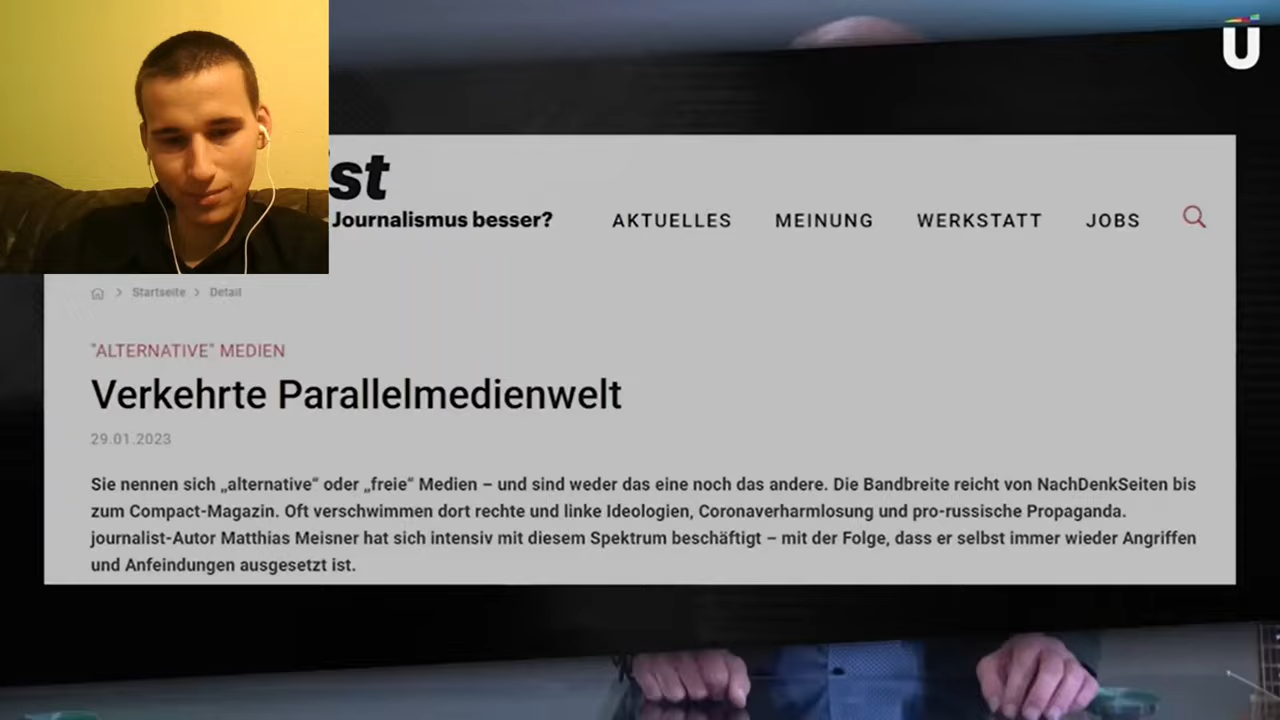 Ü
st
Journalismus besser?
AKTUELLES MEINUNG WERKSTATT JOBS
Startseite > Detail
"ALTERNATIVE" MEDIEN
Verkehrte Parallelmedienwelt
29.01.2023
Sie nennen sich „alternative“ oder „freie“ Medien – und sind weder das eine noch das andere. Die Bandbreite reicht von NachDenkSeiten bis
zum Compact-Magazin. Oft verschwimmen dort rechte und linke Ideologien, Coronaverharmlosung und pro-russische Propaganda.
journalist-Autor Matthias Meisner hat sich intensiv mit diesem Spektrum beschäftigt – mit der Folge, dass er selbst immer wieder Angriffen
und Anfeindungen ausgesetzt ist.